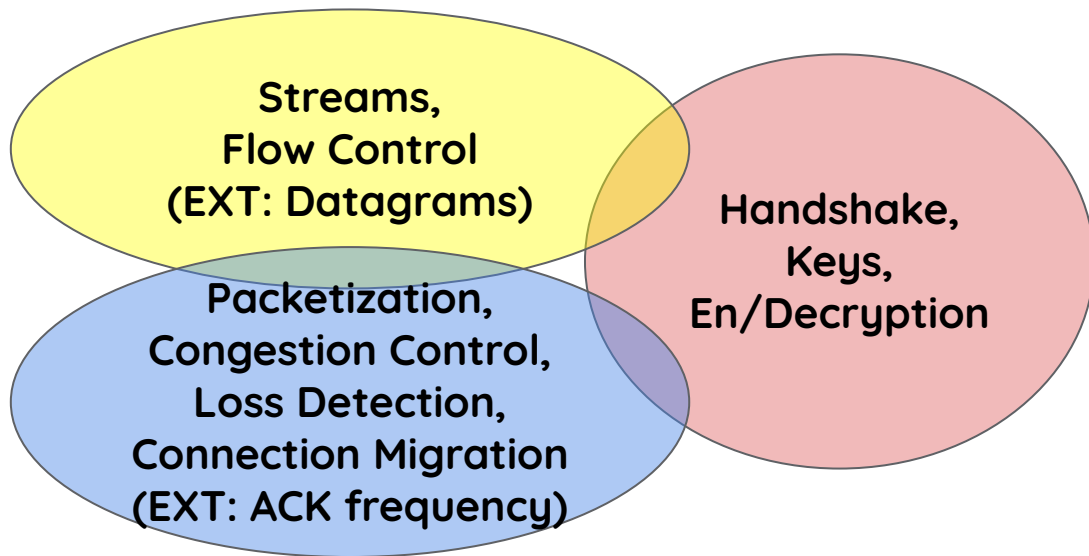 Streams,
Flow Control
(EXT: Datagrams)
Handshake,
Keys,
En/Decryption
Packetization,
Congestion Control,
Loss Detection,
Connection Migration
(EXT: ACK frequency)